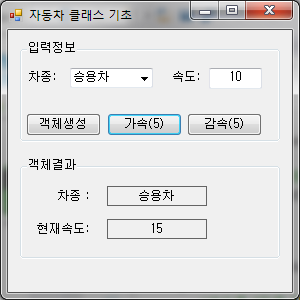 자동차 클래스 기초
입력정보
차종: 승용차 속도: 10
객체생성 가속(5) 감속(5)
객체결과
차종 : 승용차
현재속도: 15